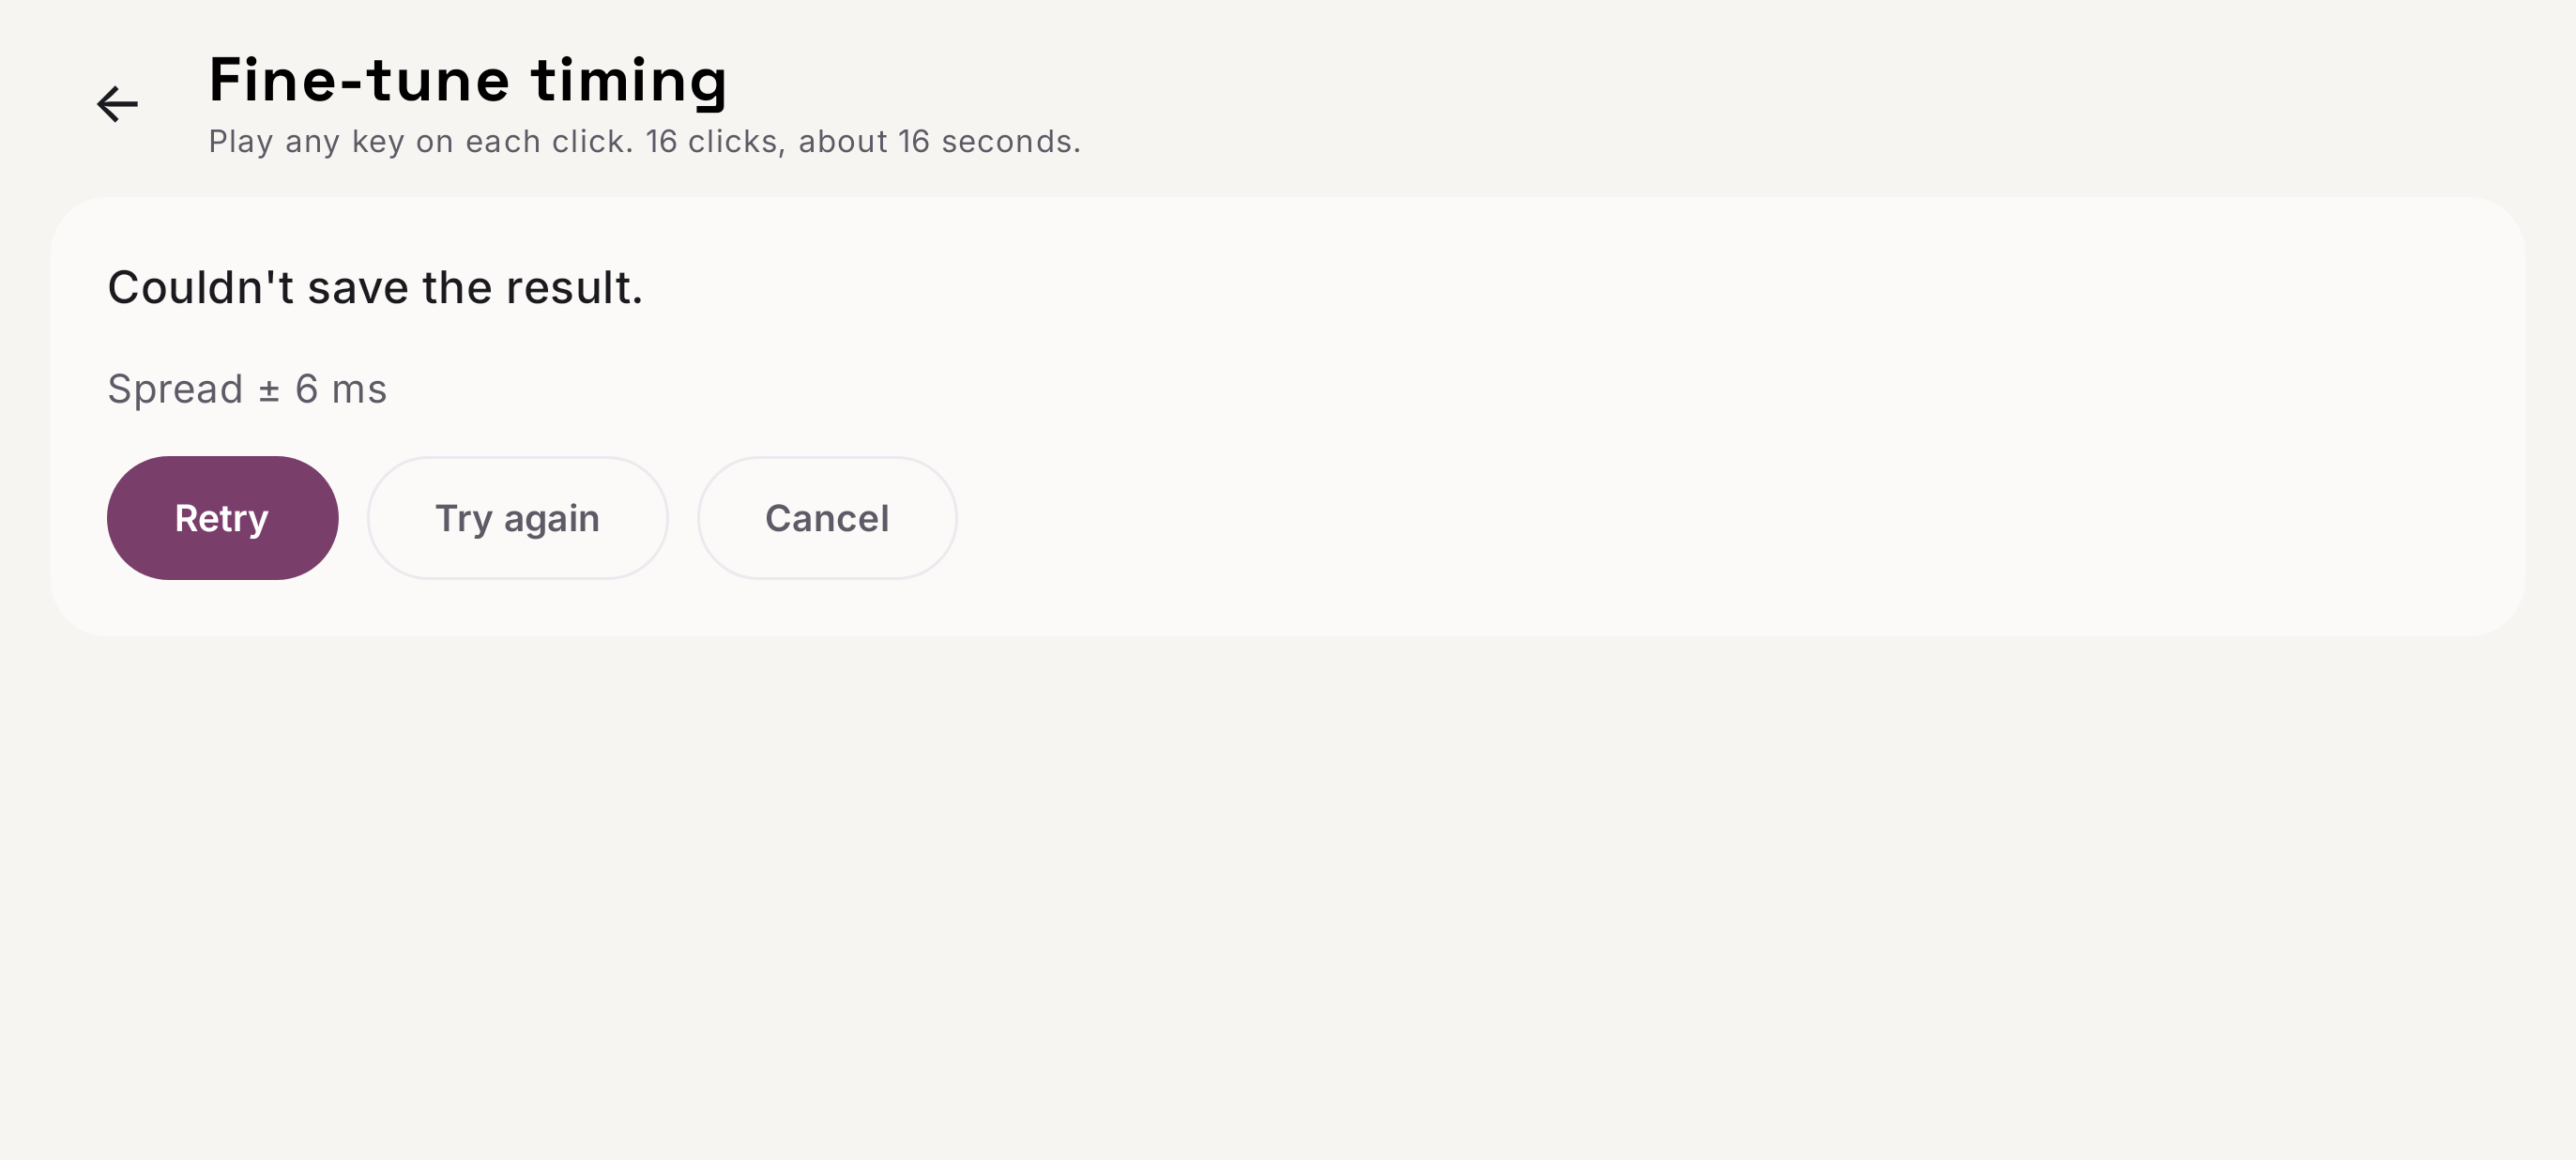 Fine-tune timing
Play any key on each click. 16 clicks, about 16 seconds.
Couldn't save the result.
Spread ± 6 ms
Retry
Try again
Cancel